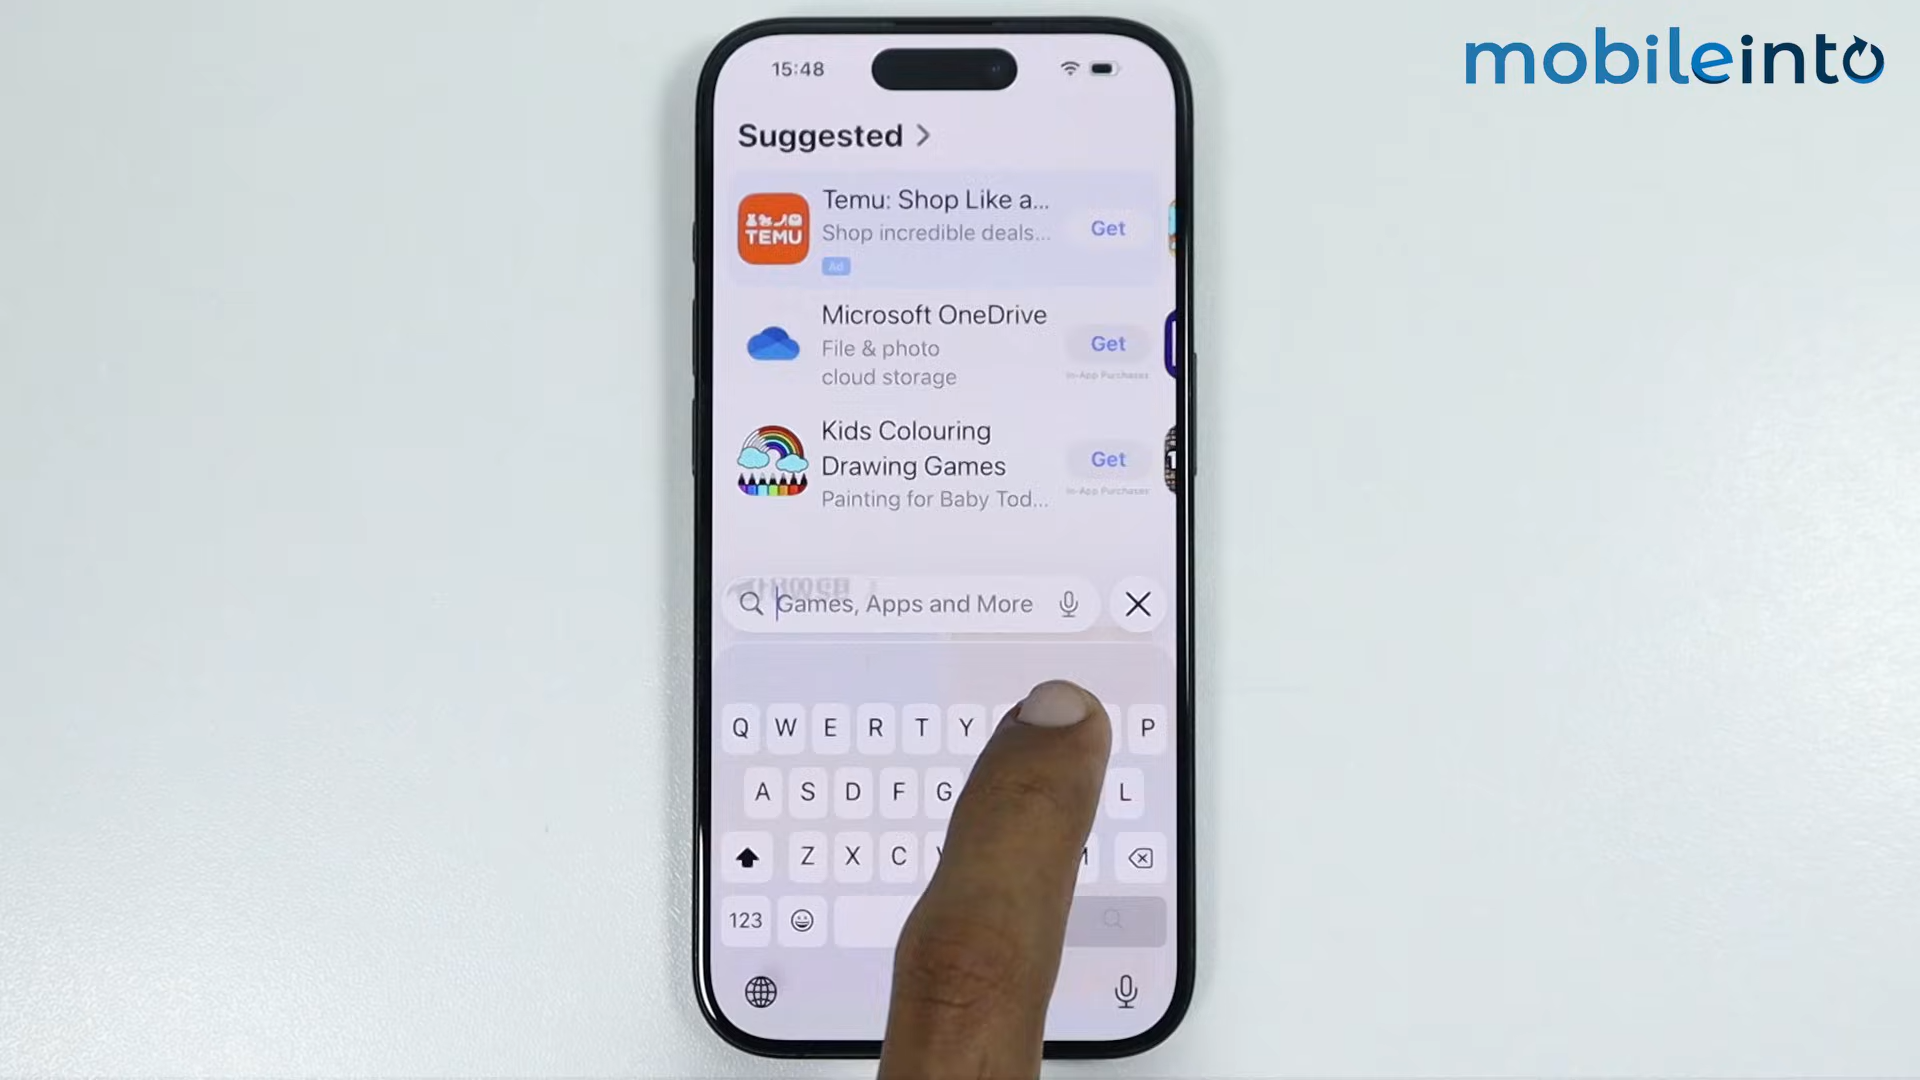 mobileinto
15:48
Suggested >
TEMU
Temu: Shop Like a...
Shop incredible deals...
Ad
Get
Microsoft OneDrive
File & photo
cloud storage
Get
In-App Purchases
Kids Colouring
Drawing Games
Painting for Baby Tod...
Get
In-App Purchases
Games, Apps and More
Q W E R T Y P
A S D F G L
Z X C
123